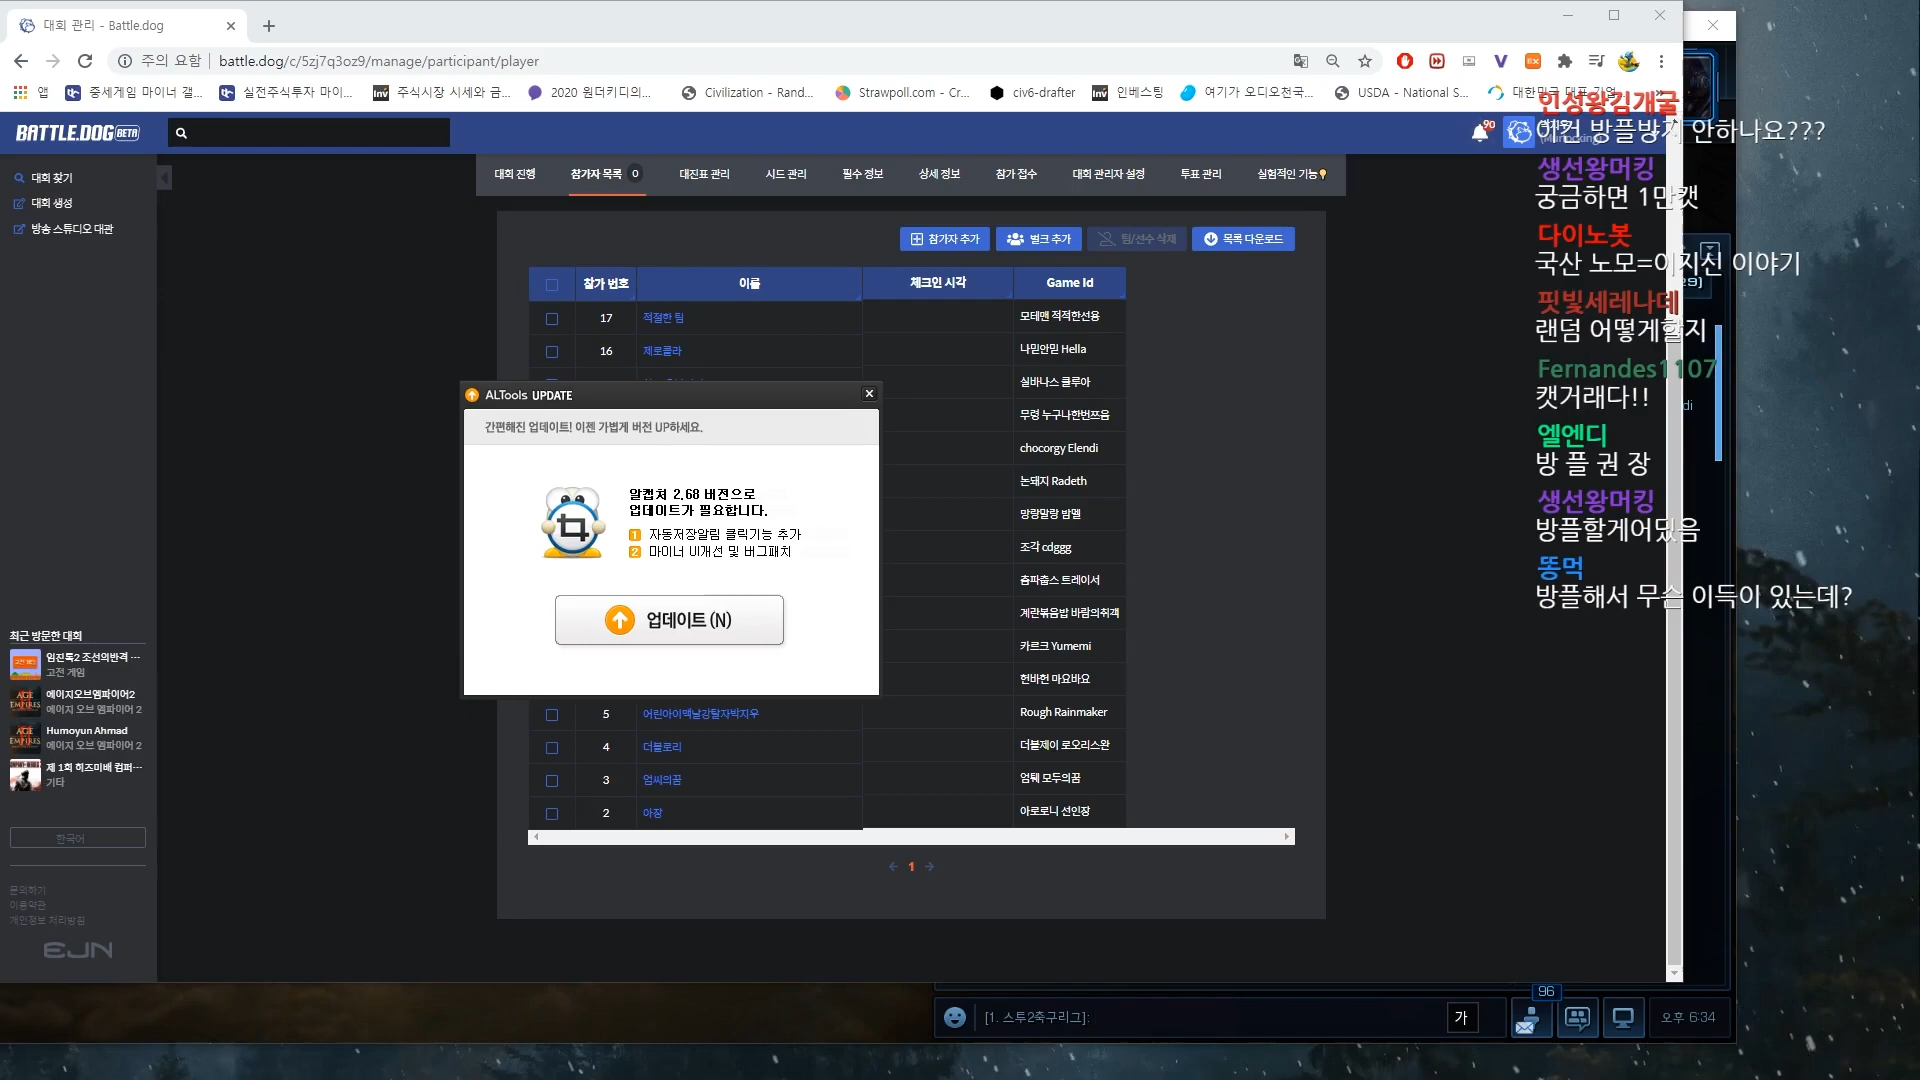 대회 관리 - Battle.dog
주의 요함
battle.dog/c/5zj7q3oz9/manage/participant/player
앱
중세게임 마이너 갤...
실전주식투자 마이...
주식시장 시세와 금...
2020 원더키디의...
Civilization - Rand...
Strawpoll.com - Cr...
civ6-drafter
인베스팅
여기가 오디오천국...
USDA - National S...
BATTLE.DOG BETA
90
대회 찾기
대회 생성
방송 스튜디오 대관
대회 진행
참가자 목록 0
대진표 관리
시드 관리
필수 정보
상세 정보
참가 접수
대회 관리자 설정
투표 관리
실험적인 기능
참가자 추가
벌크 추가
팀/선수 삭제
목록 다운로드
참가 번호
이름
체크인 시각
Game Id
17 적절한 팀 모테맨 적적한선용
16 제로콜라 나민안민 Hella
실바나스 클루아
무령 누구나한번쯔음
chocorgy Elendi
논돼지 Radeth
망랑말랑 밤멜
조각 cdggg
춤파춥스 트레이서
계란볶음밥 바람의취객
카르크 Yumemi
헌바헌 마요바요
5 어린아이맥날강탈자박지우 Rough Rainmaker
4 더블로리 더블제이 로오리스완
3 엄씨의꿈 엄퉤 모두의꿈
2 아장 아로로니 선인장
1
ALTools UPDATE
간편해진 업데이트! 이젠 가볍게 버전 UP하세요.
알캡처 2.68 버전으로
업데이트가 필요합니다.
1 자동저장알림 클릭기능 추가
2 마이너 UI개선 및 버그패치
업데이트(N)
최근 방문한 대회
임진록2 조선의반격 ...
고전 게임
에이지오브엠파이어2
에이지 오브 엠파이어 2
Humoyun Ahmad
에이지 오브 엠파이어 2
제 1회 히즈미배 컴퍼...
기타
한국어
문의하기
이용약관
개인정보 처리방침
EJN
인성왕김개굴
이건 방플방지 안하나요???
생선왕머킹
궁금하면 1만캣
다이노봇
국산 노모=이지신 이야기
핏빛세레나데
랜덤 어떻게할지
Fernandes1107
캣거래다!!
엘엔디
방 플 권 장
생선왕머킹
방플할게어딨음
똥먹
방플해서 무슨 이득이 있는데?
[1. 스투2축구리그]:
가
96
오후 6:34